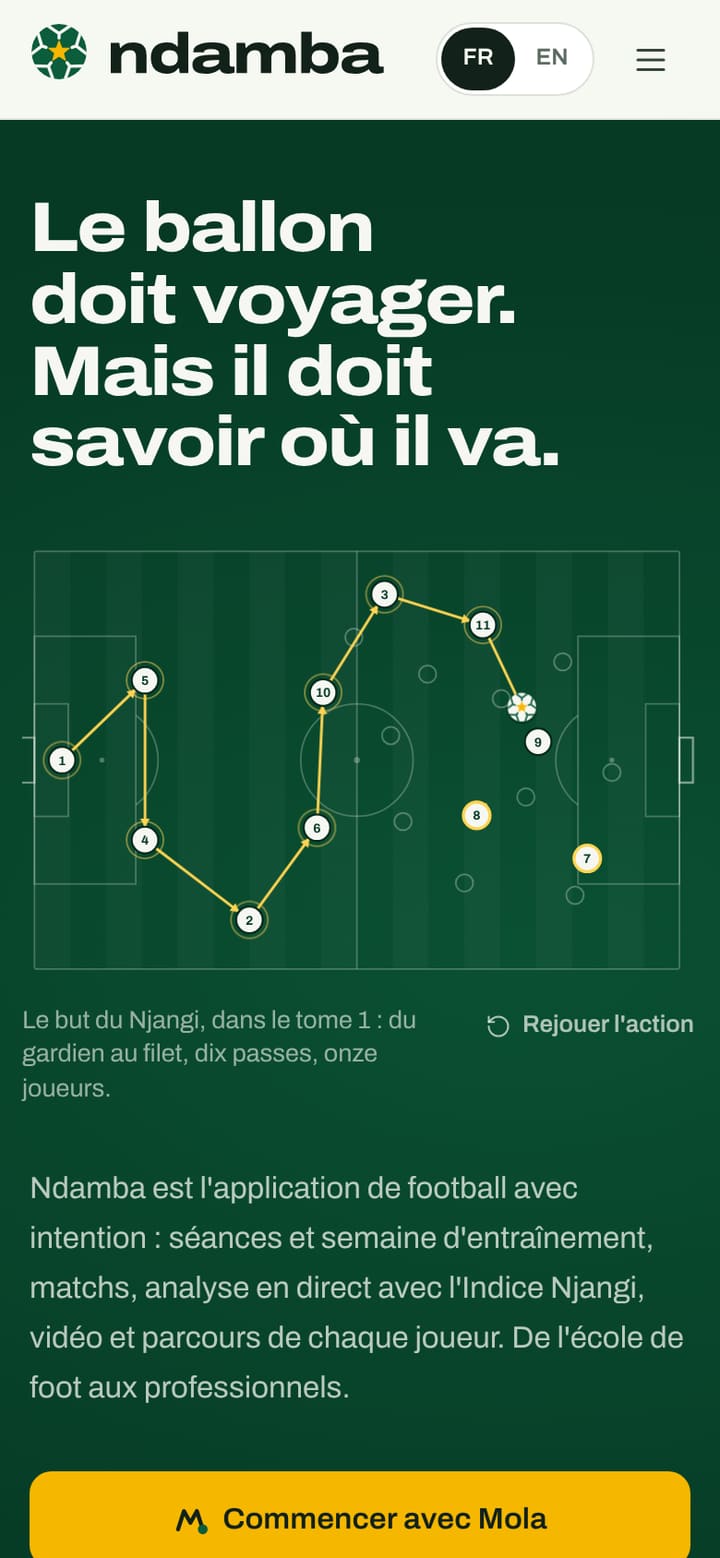 ndamba
FR EN
Le ballon
doit voyager.
Mais il doit
savoir où il va.
3
11
5
10
1
9
8
6
4
7
2
Le but du Njangi, dans le tome 1 : du
gardien au filet, dix passes, onze
joueurs.
Rejouer l'action
Ndamba est l'application de football avec
intention : séances et semaine d'entraînement,
matchs, analyse en direct avec l'Indice Njangi,
vidéo et parcours de chaque joueur. De l'école de
foot aux professionnels.
Commencer avec Mola